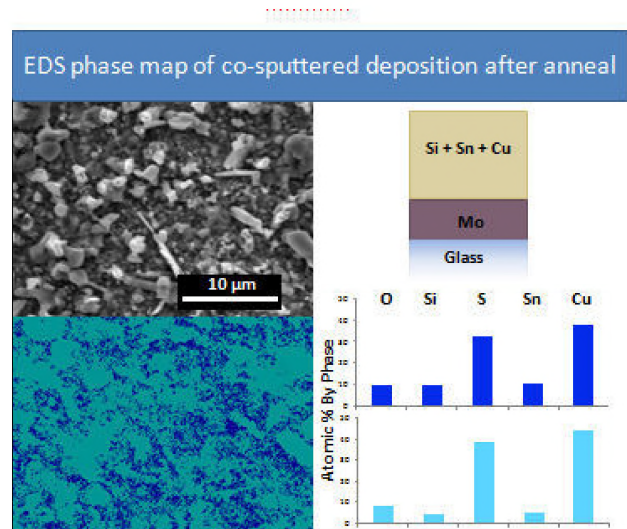 EDS phase map of co-sputtered deposition after anneal
Si + Sn + Cu
Mo
Glass
10 µm
O Si S Sn Cu
Atomic % By Phase